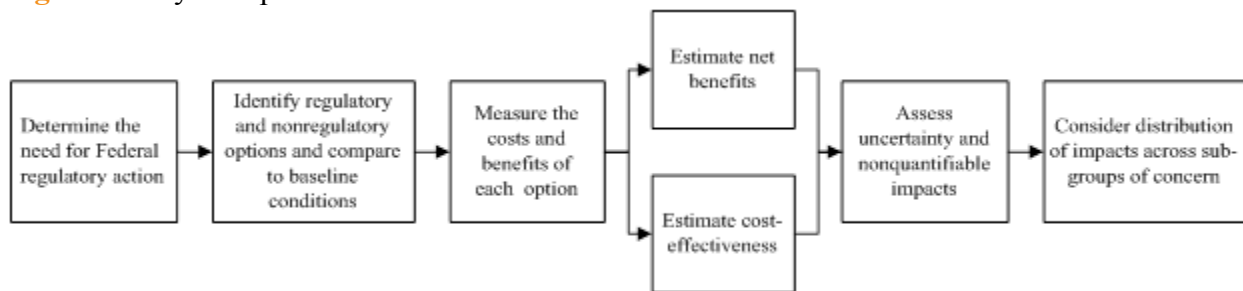 Determine the
need for Federal
regulatory action
Identify regulatory
and nonregulatory
options and compare
to baseline
conditions
Measure the
costs and
benefits of
each option
Estimate net
benefits
Estimate cost-
effectiveness
Assess
uncertainty and
nonquantifiable
impacts
Consider distribution
of impacts across sub-
groups of concern